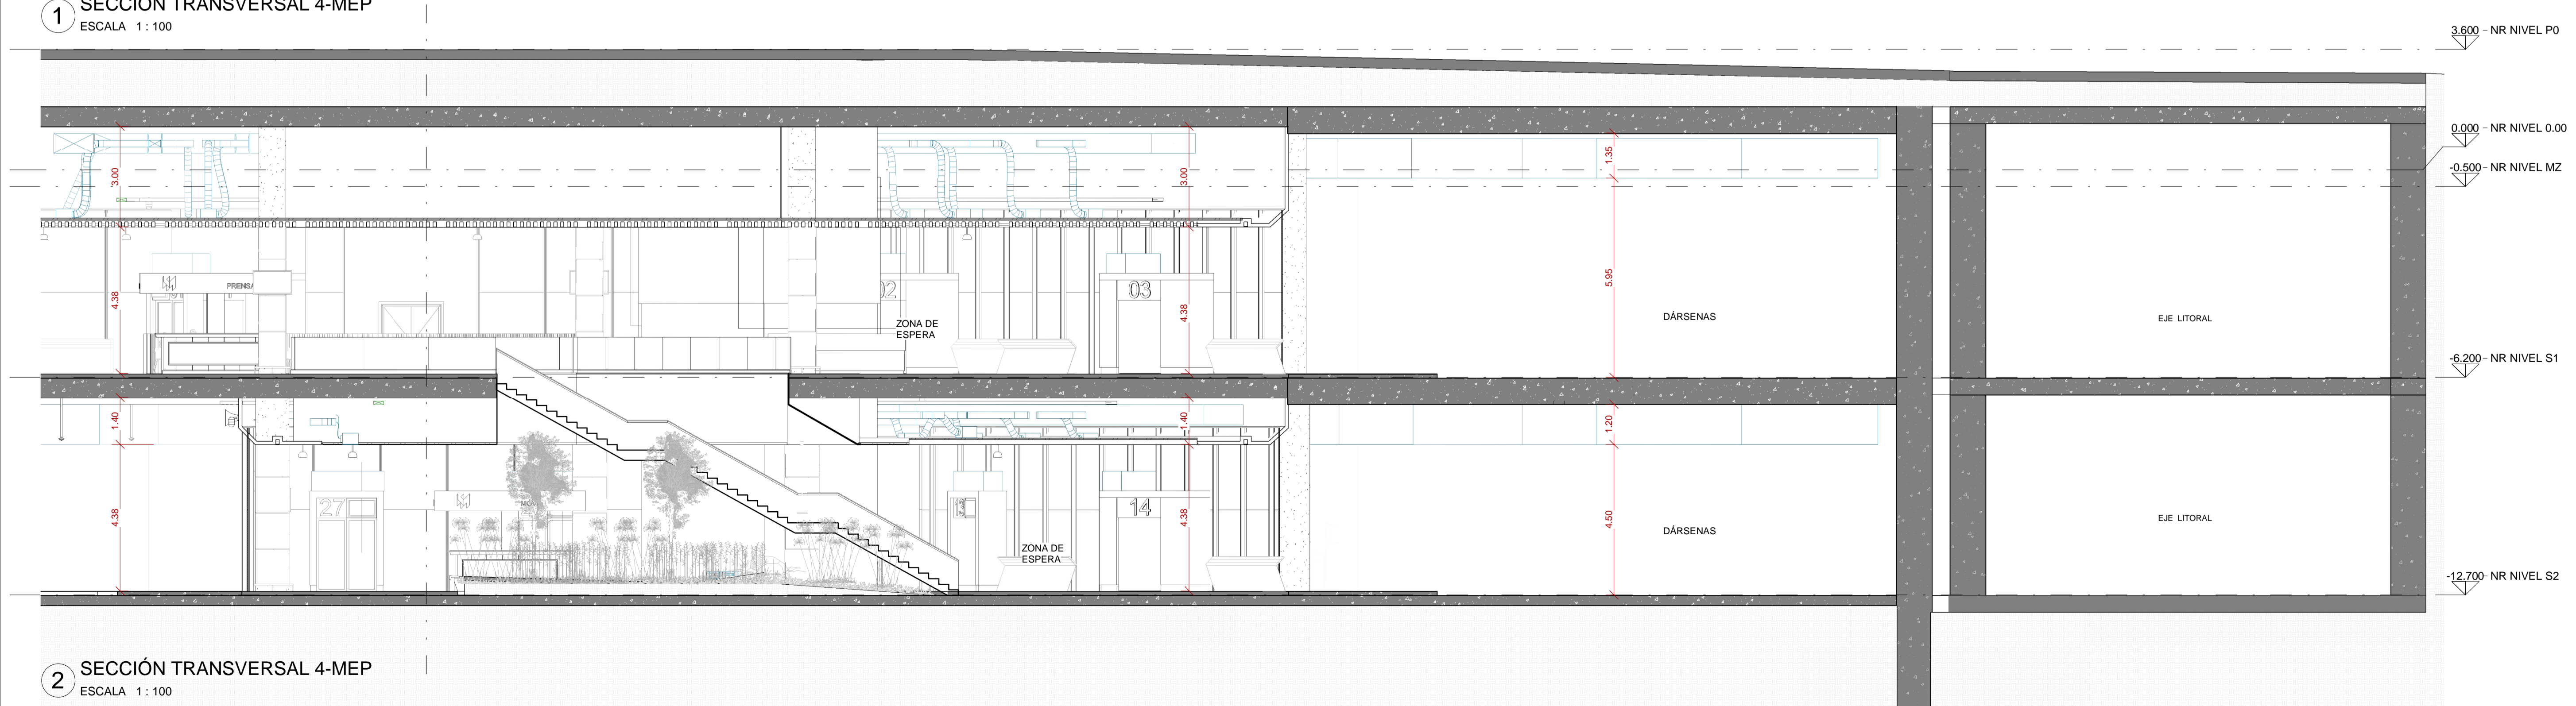 1 SECCIÓN TRANSVERSAL 4-MEP
ESCALA 1 : 100
3.600 NR NIVEL P0
0.000 NR NIVEL 0.00
-0.500 NR NIVEL MZ
1.35
3.00
3.00
5.95
PRENSA
02
03
4.38
4.38
ZONA DE
ESPERA
DÁRSENAS
EJE LITORAL
-6.200 NR NIVEL S1
1.40
1.40
1.20
27
14
4.38
4.38
4.50
ZONA DE
ESPERA
DÁRSENAS
EJE LITORAL
-12.700 NR NIVEL S2
2 SECCIÓN TRANSVERSAL 4-MEP
ESCALA 1 : 100